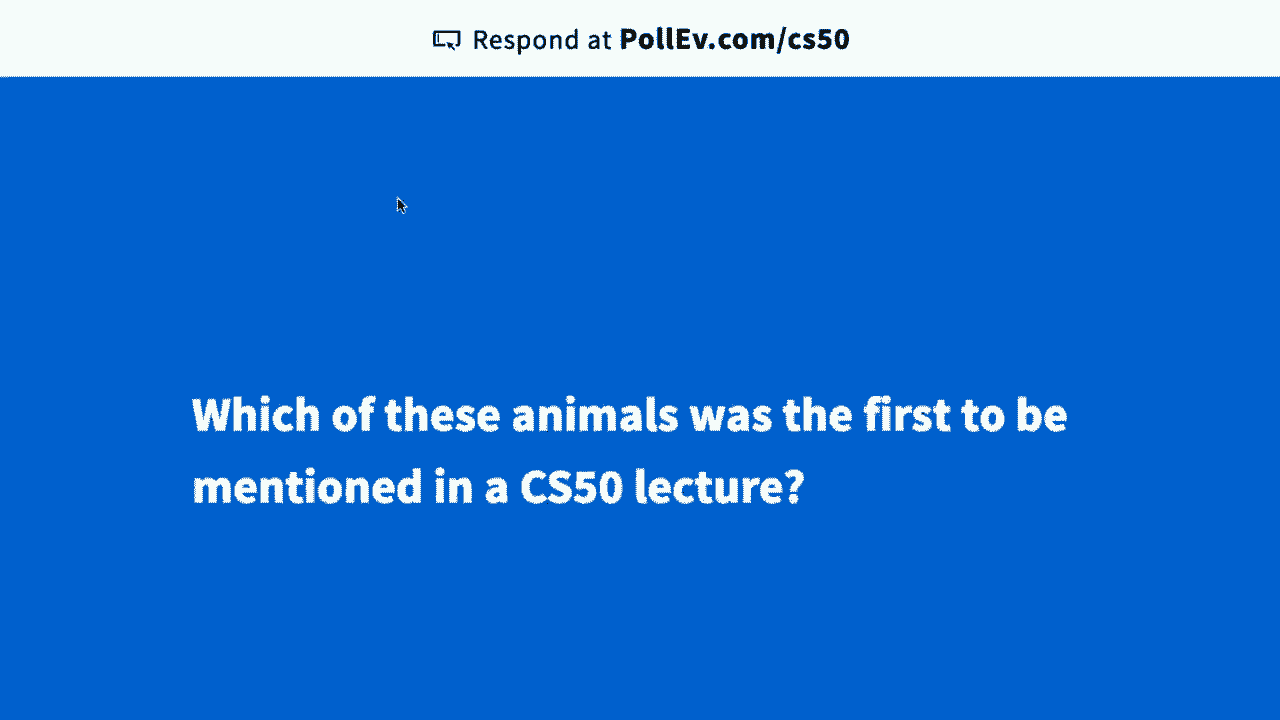 Respond at PollEv.com/cs50
Which of these animals was the first to be
mentioned in a CS50 lecture?